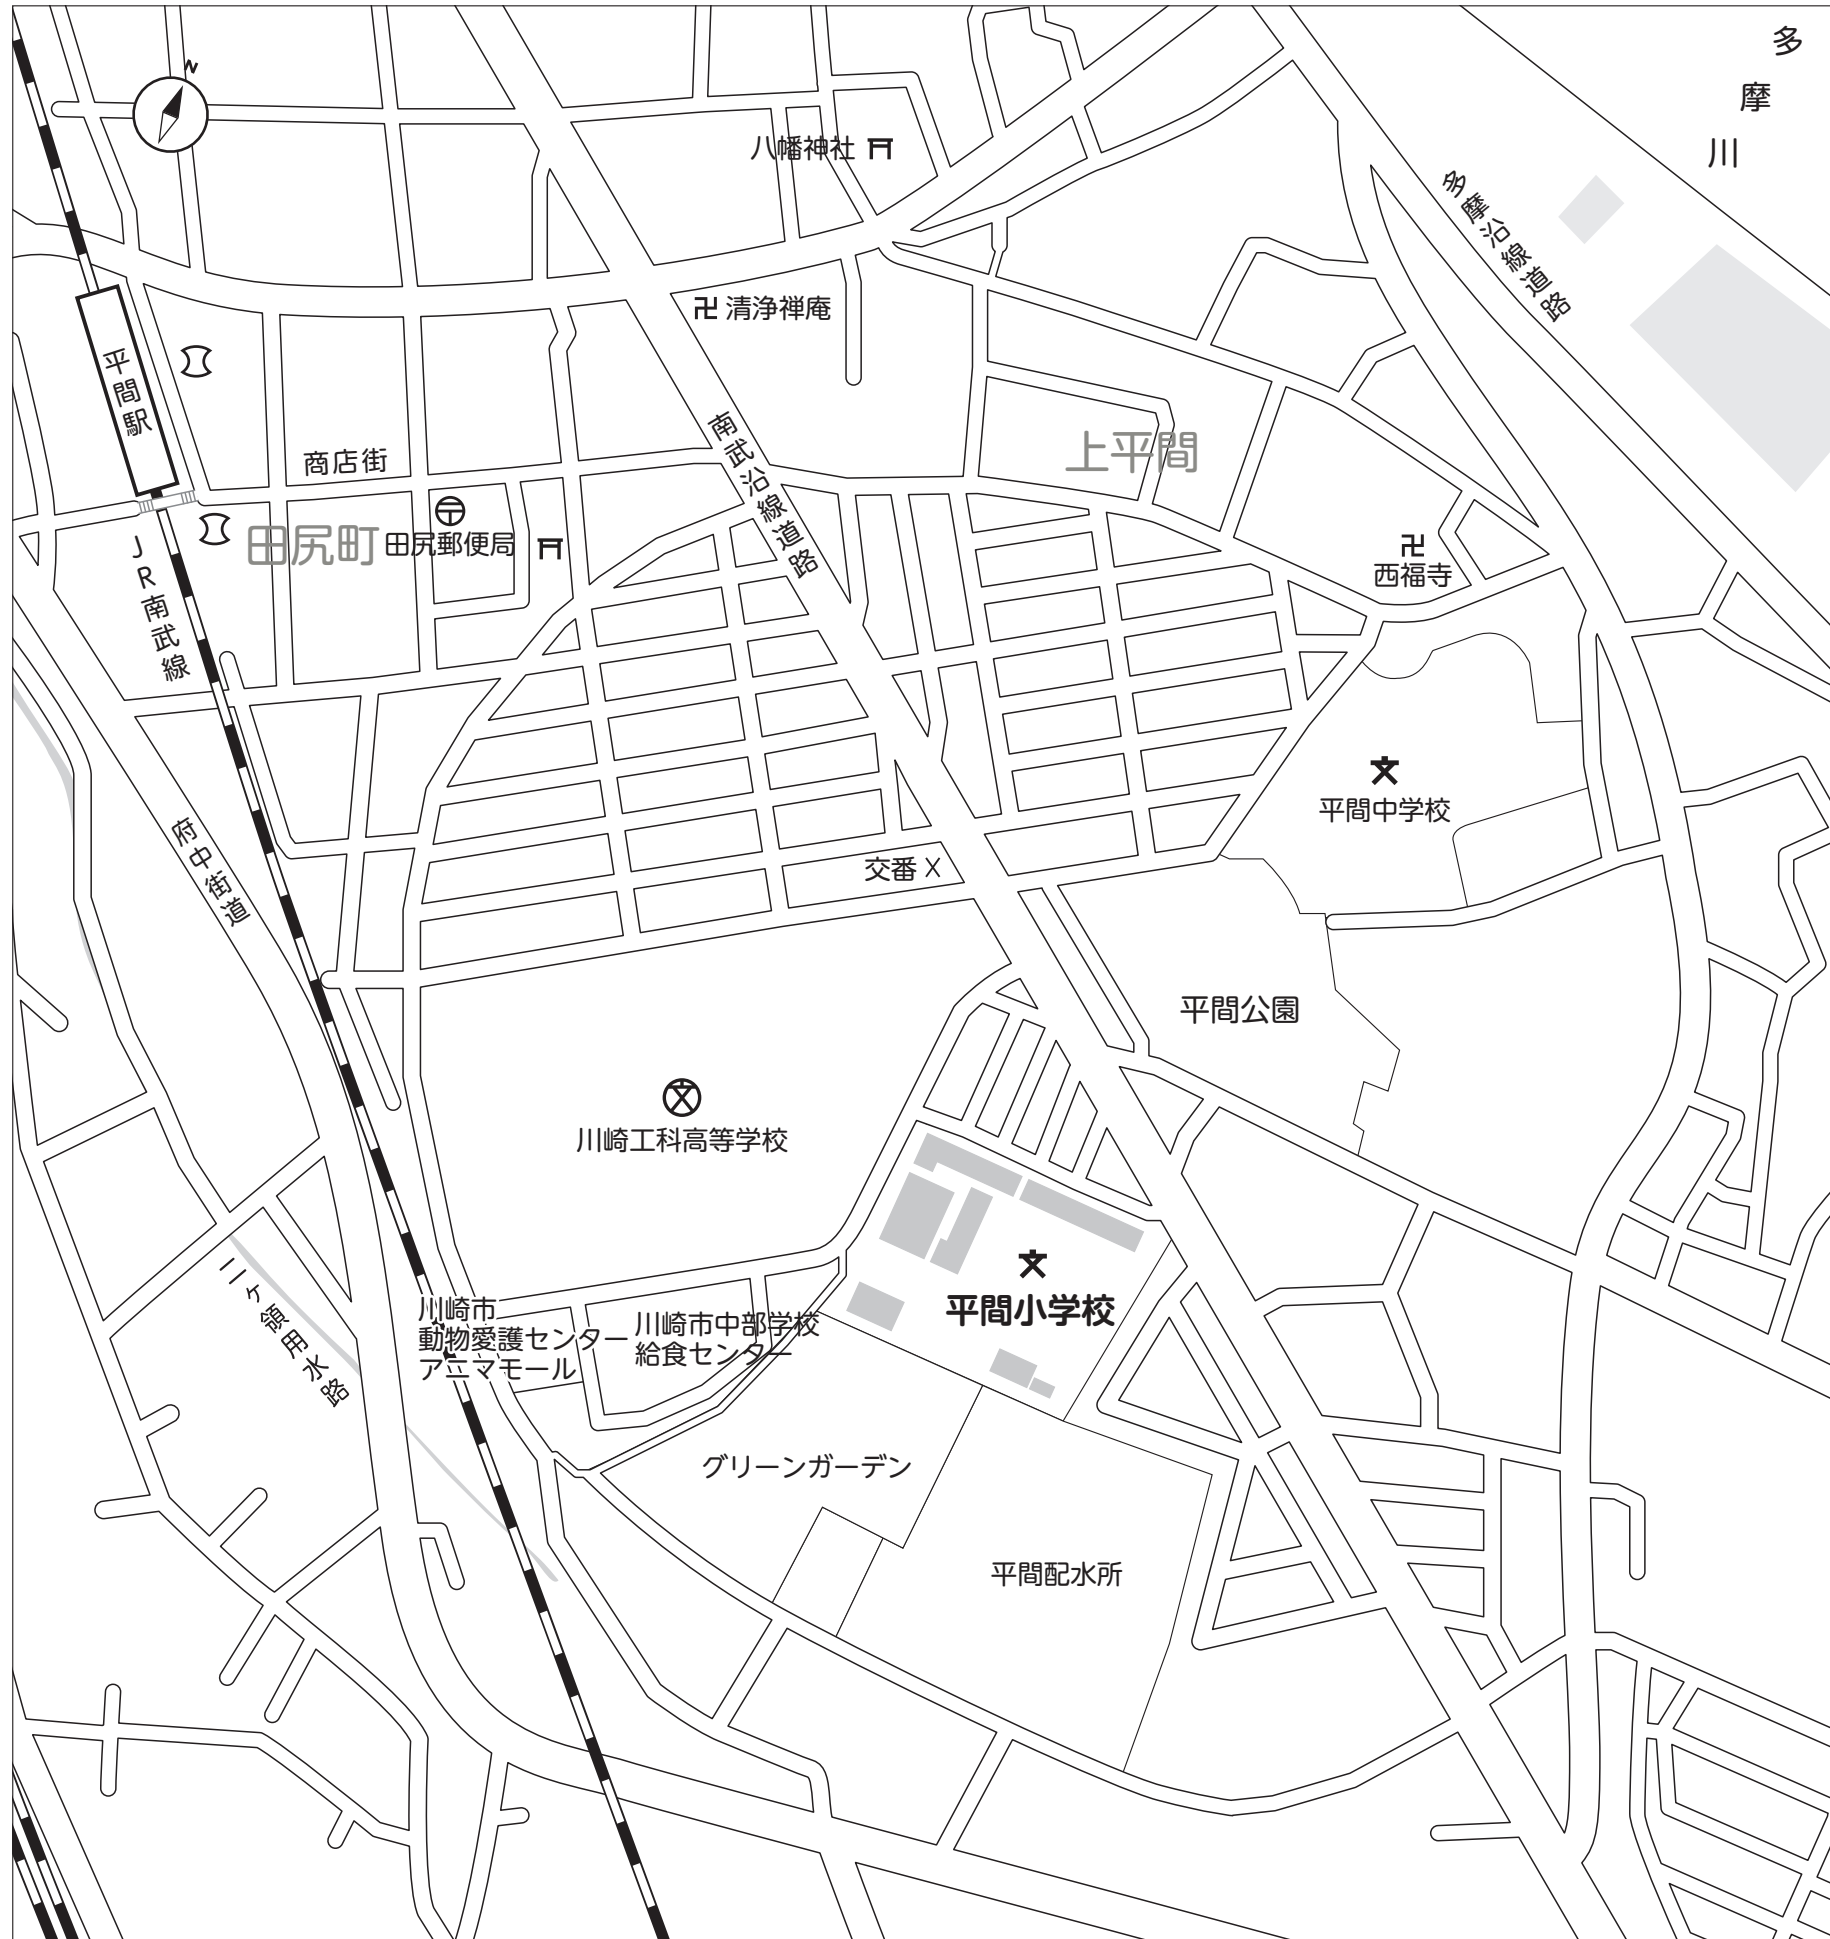 N
多摩川
八幡神社
多摩沿線道路
卍 清浄禅庵
平間駅
商店街
南武沿線道路
上平間
田尻町
田尻郵便局
JR南武線
卍
西福寺
府中街道
平間中学校
交番 X
平間公園
川崎工科高等学校
二ケ領用水路
川崎市
動物愛護センター
アニマモール
川崎市中部学校
給食センター
平間小学校
グリーンガーデン
平間配水所